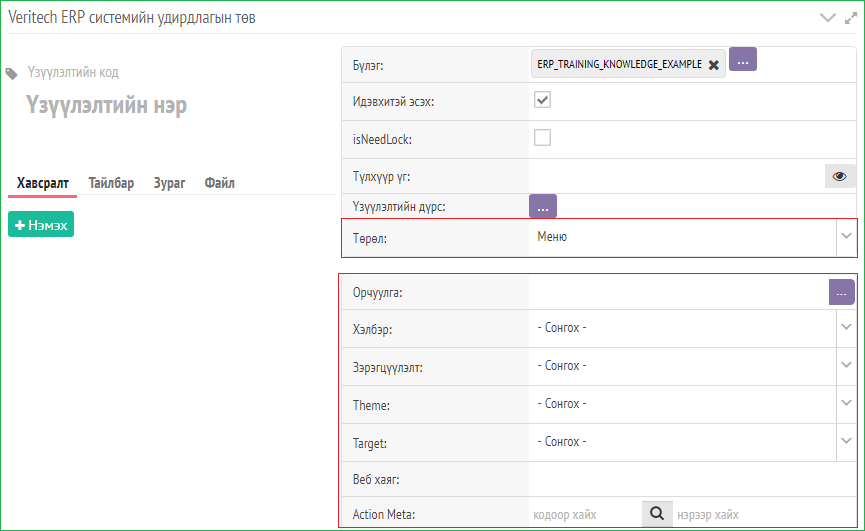 Veritech ERP системийн удирдлагын төв
Үзүүлэлтийн код
Үзүүлэлтийн нэр
Хавсралт Тайлбар Зураг Файл
Нэмэх
Бүлэг: ERP_TRAINING_KNOWLEDGE_EXAMPLE ...
Идэвхитэй эсэх:
isNeedLock:
Түлхүүр үг:
Үзүүлэлтийн дүрс: ...
Төрөл: Меню
Орчуулга: ...
Хэлбэр: - Сонгох -
Зэрэгцүүлэлт: - Сонгох -
Theme: - Сонгох -
Target: - Сонгох -
Веб хаяг:
Action Meta: кодоор хайх нэрээр хайх